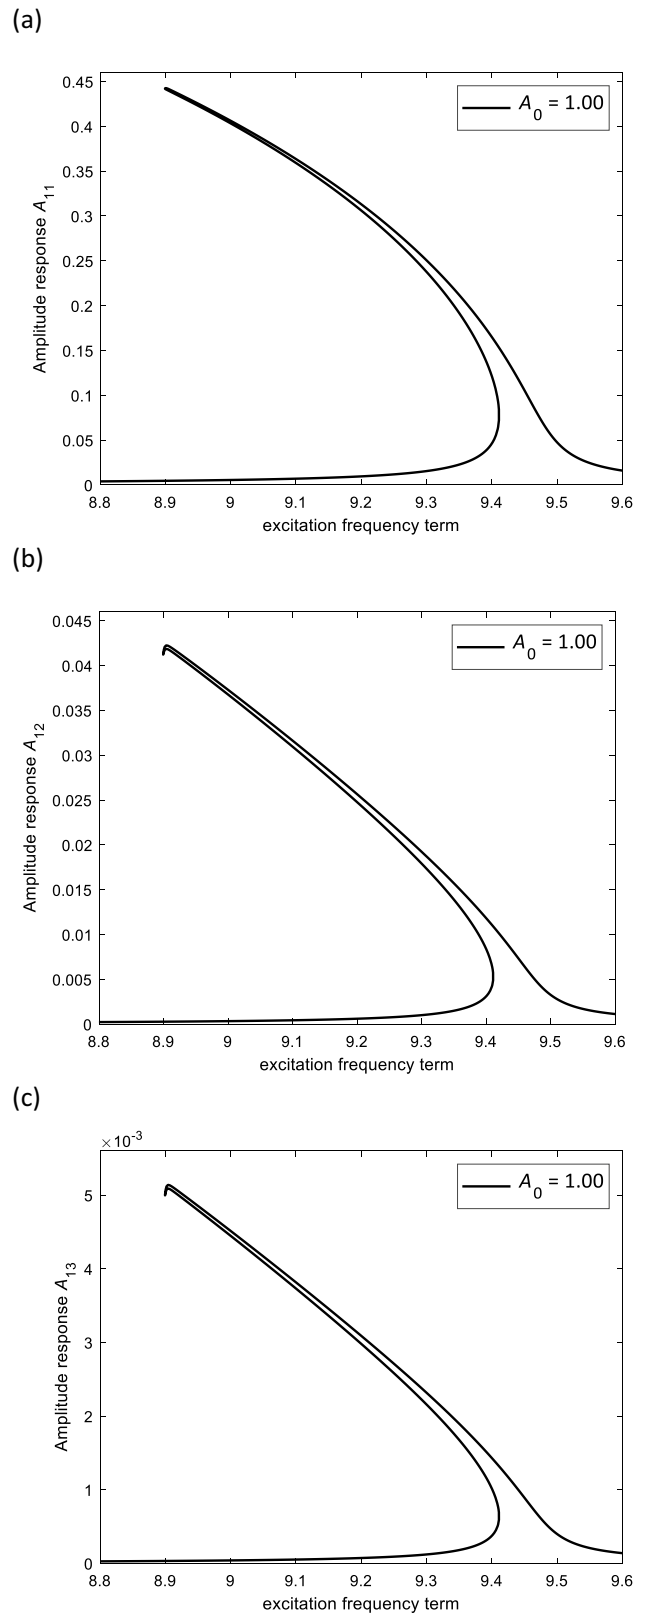 (a)
Amplitude response A11
0.45
0.4
0.35
0.3
0.25
0.2
0.15
0.1
0.05
0
A0 = 1.00
8.8 8.9 9 9.1 9.2 9.3 9.4 9.5 9.6
excitation frequency term
(b)
Amplitude response A12
0.045
0.04
0.035
0.03
0.025
0.02
0.015
0.01
0.005
0
A0 = 1.00
8.8 8.9 9 9.1 9.2 9.3 9.4 9.5 9.6
excitation frequency term
(c)
×10-3
Amplitude response A13
5
4
3
2
1
0
A0 = 1.00
8.8 8.9 9 9.1 9.2 9.3 9.4 9.5 9.6
excitation frequency term